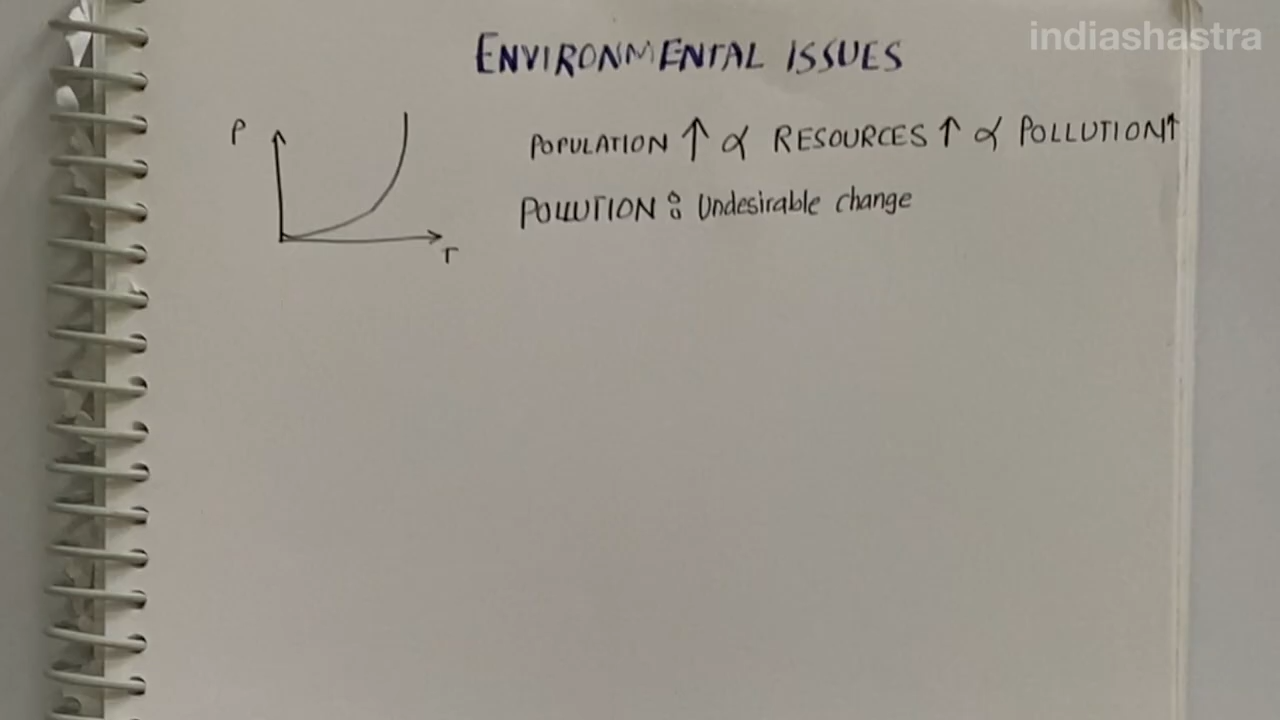 indiashastra
ENVIRONMENTAL ISSUES
P
POPULATION ↑ ∝ RESOURCES ↑ ∝ POLLUTION↑
POLLUTION : Undesirable change
T